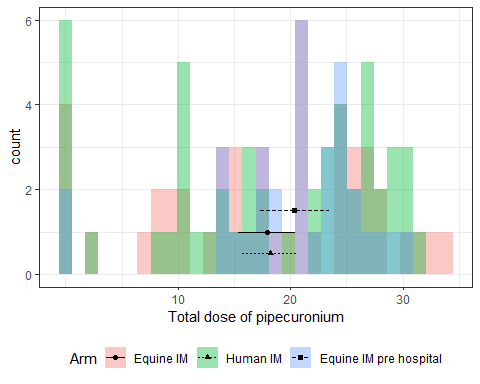 6
4
2
0
count
10 20 30
Total dose of pipecuronium
Arm Equine IM Human IM Equine IM pre hospital